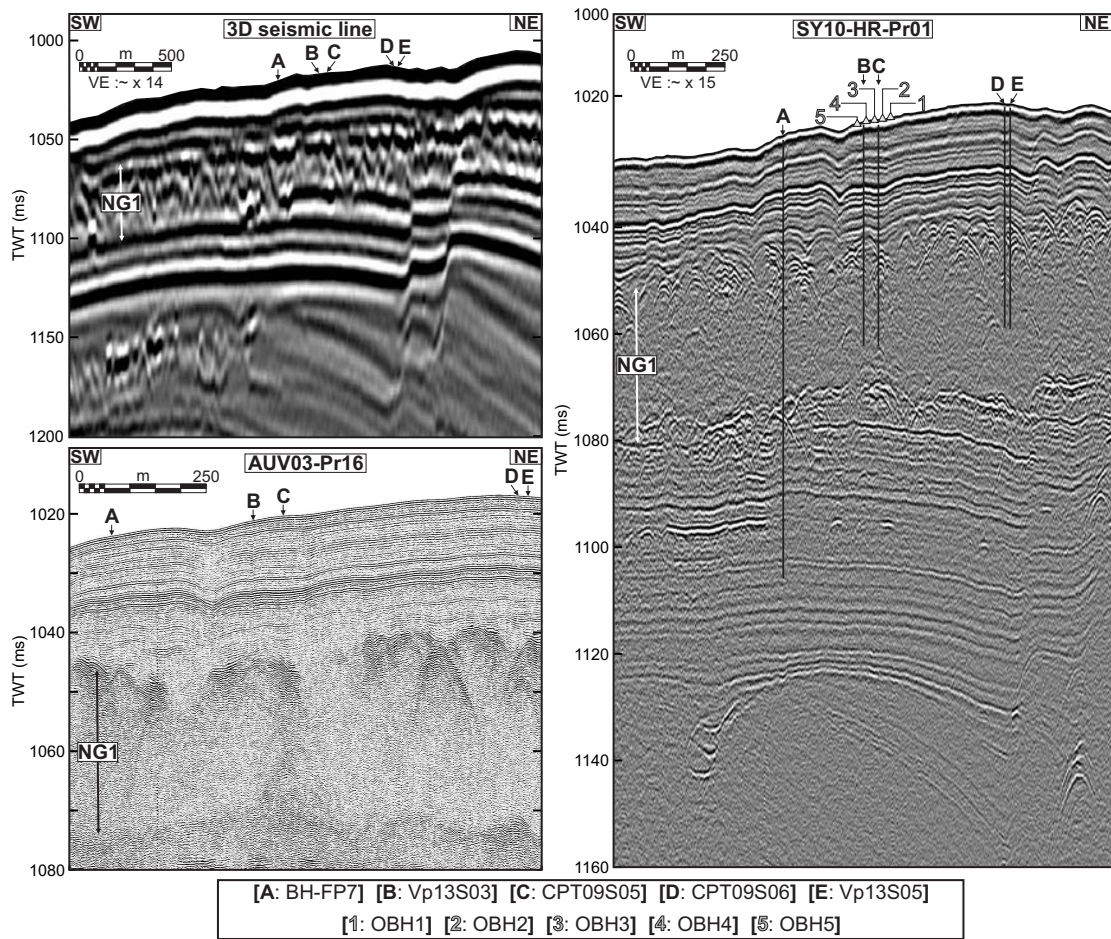 SW
3D seismic line
NE
1000
0 m 500
VE :~ x 14
A
B
C
D
E
1050
NG1
TWT (ms)
1100
1150
1200
SW
AUV03-Pr16
NE
0 m 250
D E
A
B
C
1020
1040
TWT (ms)
NG1
1060
1080
1000
SW
SY10-HR-Pr01
NE
0 m 250
VE :~ x 15
B C
3
2
4
1
5
A
D E
1020
1040
1060
NG1
TWT (ms)
1080
1100
1120
1140
1160
[A: BH-FP7] [B: Vp13S03] [C: CPT09S05] [D: CPT09S06] [E: Vp13S05]
[1: OBH1] [2: OBH2] [3: OBH3] [4: OBH4] [5: OBH5]